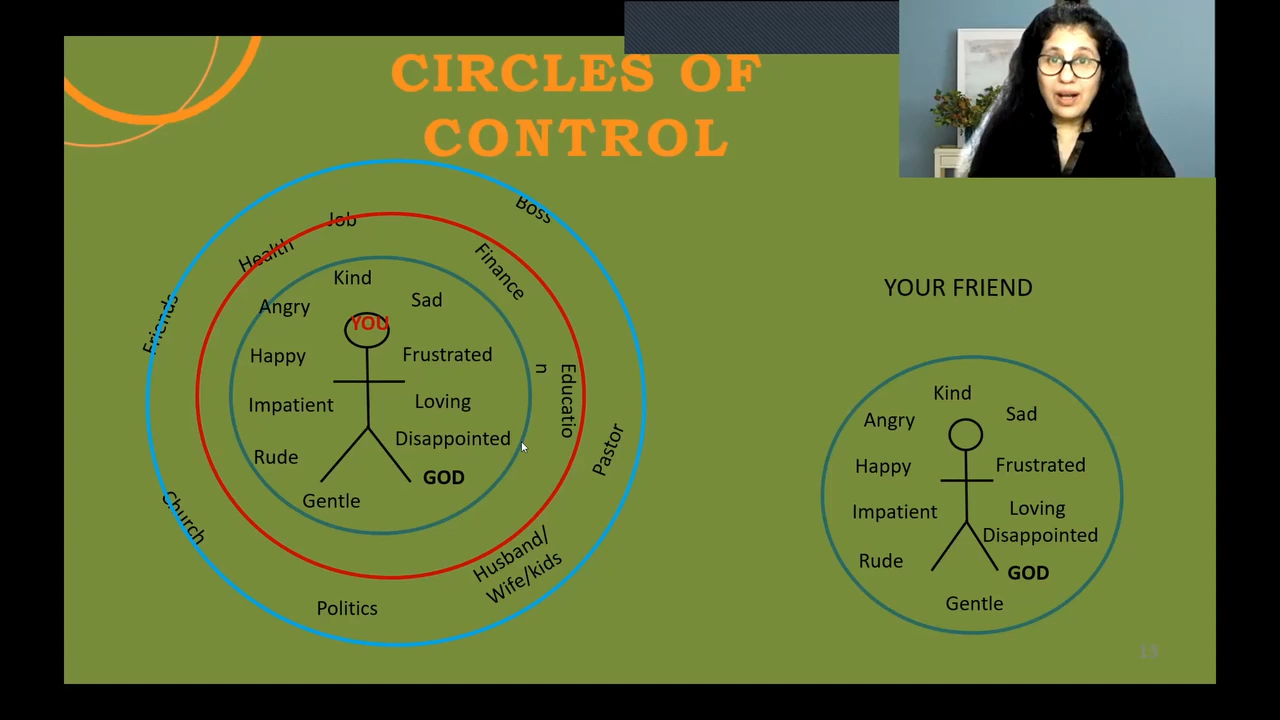 CIRCLES OF
CONTROL
Boss
Job
Health
Finance
Friends
Kind
Angry
Sad
YOU
Happy
Frustrated
Educatio
n
Impatient
Loving
Disappointed
Pastor
Rude
GOD
Gentle
Church
Husband/
Wife/kids
Politics
YOUR FRIEND
Kind
Angry
Sad
Happy
Frustrated
Impatient
Loving
Disappointed
Rude
GOD
Gentle
13